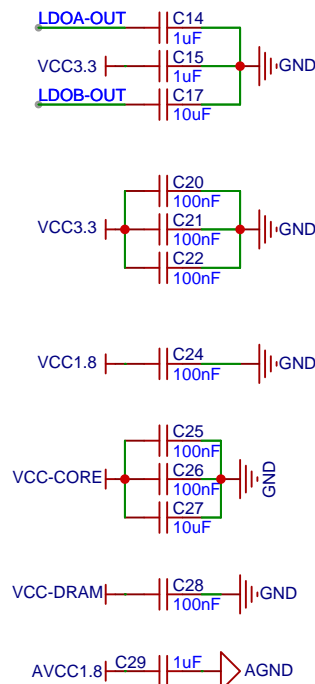 LDOA-OUT C14
1uF
VCC3.3 C15 GND
1uF
LDOB-OUT C17
10uF
C20
100nF
VCC3.3 C21 GND
100nF
C22
100nF
VCC1.8 C24 GND
100nF
C25
100nF
VCC-CORE C26 GND
100nF
C27
10uF
VCC-DRAM C28 GND
100nF
AVCC1.8 C29 1uF AGND